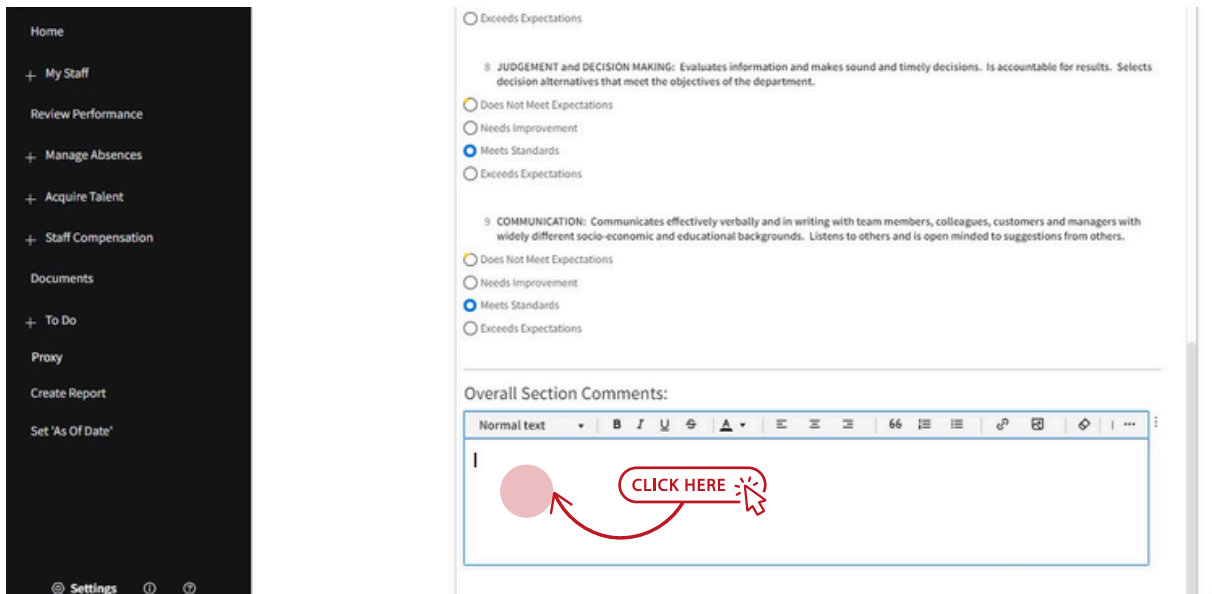 Home
+ My Staff
Review Performance
+ Manage Absences
+ Acquire Talent
+ Staff Compensation
Documents
+ To Do
Proxy
Create Report
Set 'As Of Date'
Settings
Exceeds Expectations
8 JUDGEMENT and DECISION MAKING: Evaluates information and makes sound and timely decisions. Is accountable for results. Selects
decision alternatives that meet the objectives of the department.
Does Not Meet Expectations
Needs Improvement
Meets Standards
Exceeds Expectations
9 COMMUNICATION: Communicates effectively verbally and in writing with team members, colleagues, customers and managers with
widely different socio-economic and educational backgrounds. Listens to others and is open minded to suggestions from others.
Does Not Meet Expectations
Needs Improvement
Meets Standards
Exceeds Expectations
Overall Section Comments:
Normal text B I U S A 66
CLICK HERE